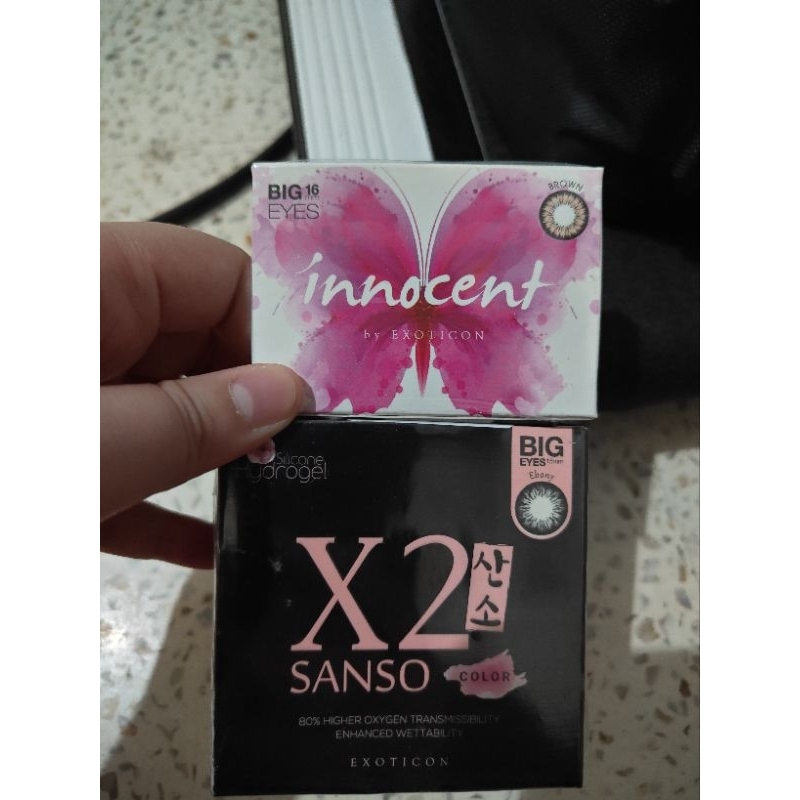 BIG 16 mm
EYES
BROWN
innocent
by EXOTICON
Silicone
Hydrogel
BIG
EYES
Ebony
X2
산소
SANSO
COLOR
80% HIGHER OXYGEN TRANSMISSIBILITY
ENHANCED WETTABILITY
EXOTICON